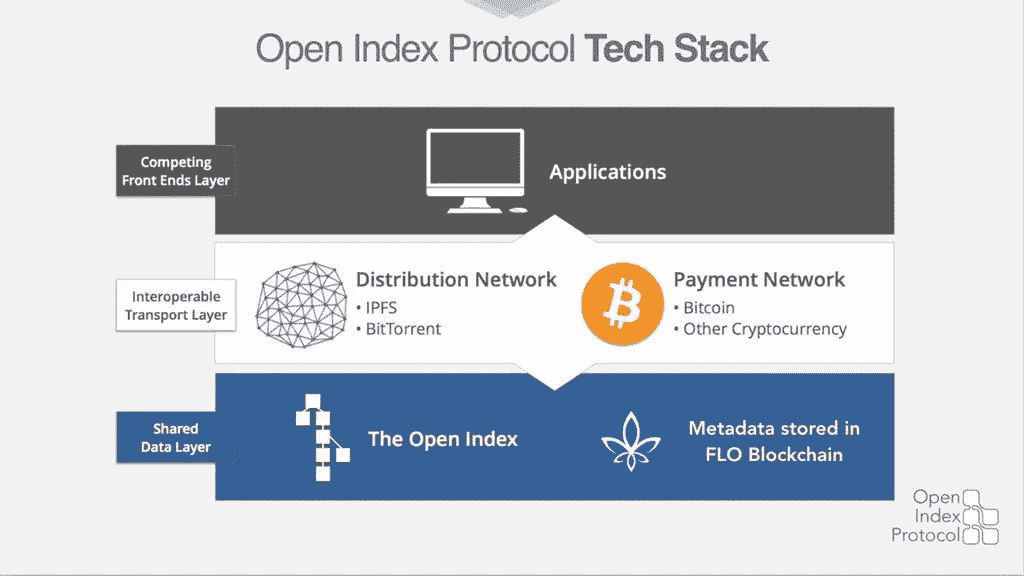 Open Index Protocol Tech Stack
Competing
Front Ends Layer
Applications
Interoperable
Transport Layer
Distribution Network
• IPFS
• BitTorrent
Payment Network
• Bitcoin
• Other Cryptocurrency
Shared
Data Layer
The Open Index
Metadata stored in
FLO Blockchain
Open
Index
Protocol